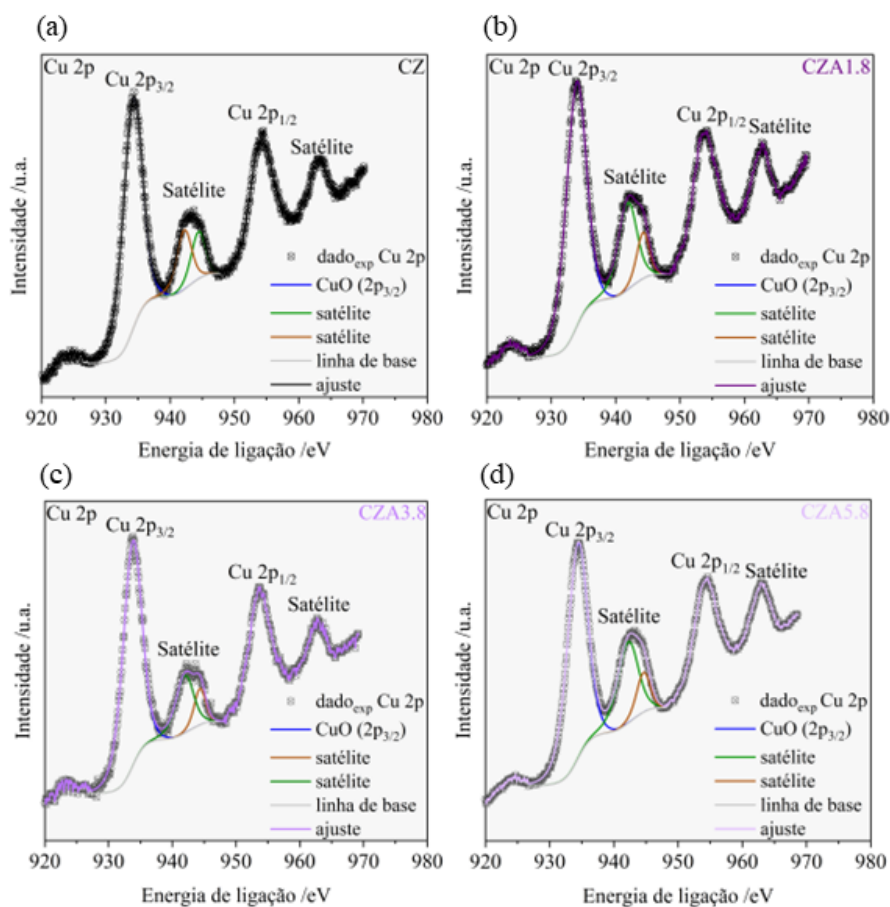 (a)
Cu 2p
CZ
Cu 2p3/2
Cu 2p1/2
Satélite
Satélite
dadoexp Cu 2p
CuO (2p3/2)
satélite
satélite
linha de base
ajuste
Intensidade /u.a.
920 930 940 950 960 970 980
Energia de ligação /eV
(b)
Cu 2p
Cu 2p3/2
CZA1.8
Cu 2p1/2
Satélite
Satélite
dadoexp Cu 2p
CuO (2p3/2)
satélite
satélite
linha de base
ajuste
Intensidade /u.a.
920 930 940 950 960 970 980
Energia de ligação /eV
(c)
Cu 2p
CZA3.8
Cu 2p3/2
Cu 2p1/2
Satélite
Satélite
dadoexp Cu 2p
CuO (2p3/2)
satélite
satélite
linha de base
ajuste
Intensidade /u.a.
920 930 940 950 960 970 980
Energia de ligação /eV
(d)
Cu 2p
CZA5.8
Cu 2p3/2
Cu 2p1/2
Satélite
Satélite
dadoexp Cu 2p
CuO (2p3/2)
satélite
satélite
linha de base
ajuste
Intensidade /u.a.
920 930 940 950 960 970 980
Energia de ligação /eV